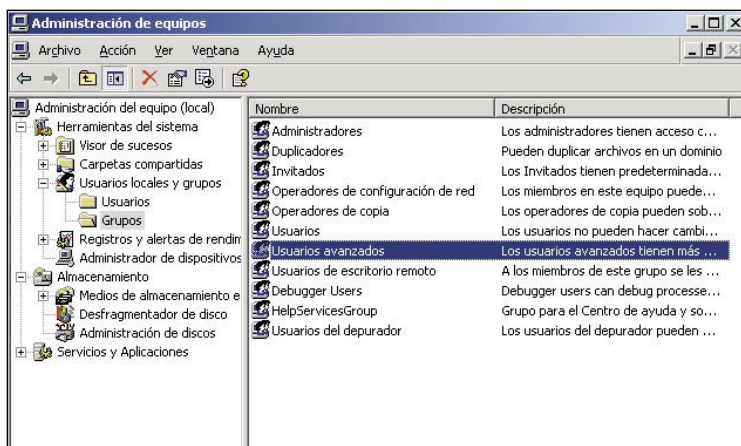 Administración de equipos
Archivo Acción Ver Ventana Ayuda
Administración del equipo (local)
Herramientas del sistema
Visor de sucesos
Carpetas compartidas
Usuarios locales y grupos
Usuarios
Grupos
Registros y alertas de rendim
Administrador de dispositivos
Almacenamiento
Medios de almacenamiento e
Desfragmentador de disco
Administración de discos
Servicios y Aplicaciones
Nombre Descripción
Administradores Los administradores tienen acceso c...
Duplicadores Pueden duplicar archivos en un dominio
Invitados Los Invitados tienen predeterminada...
Operadores de configuración de red Los miembros en este equipo puede...
Operadores de copia Los operadores de copia pueden sob...
Usuarios Los usuarios no pueden hacer cambi...
Usuarios avanzados Los usuarios avanzados tienen más ...
Usuarios de escritorio remoto A los miembros de este grupo se les ...
Debugger Users Debugger users can debug processe...
HelpServicesGroup Grupo para el Centro de ayuda y so...
Usuarios del depurador Los usuarios del depurador pueden ...